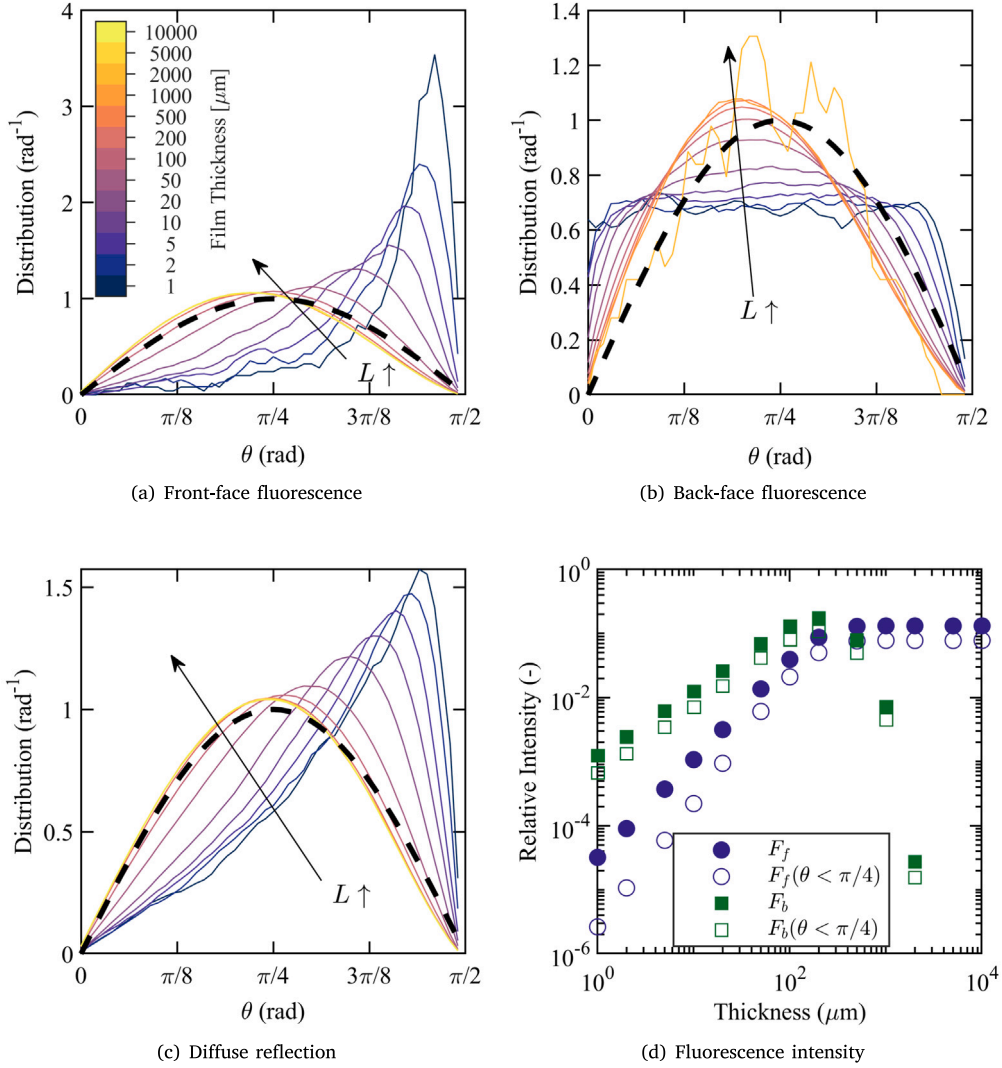 4
3
2
1
0
Distribution (rad⁻¹)
10000
5000
2000
1000
500
200
100
50
20
10
5
2
1
Film Thickness [μm]
L ↑
0 π/8 π/4 3π/8 π/2
θ (rad)
(a) Front-face fluorescence
1.4
1.2
1
0.8
0.6
0.4
0.2
0
Distribution (rad⁻¹)
L ↑
0 π/8 π/4 3π/8 π/2
θ (rad)
(b) Back-face fluorescence
1.5
1
0.5
0
Distribution (rad⁻¹)
L ↑
0 π/8 π/4 3π/8 π/2
θ (rad)
(c) Diffuse reflection
10⁰
10⁻²
10⁻⁴
10⁻⁶
Relative Intensity (-)
F_f
F_f(θ < π/4)
F_b
F_b(θ < π/4)
10⁰ 10² 10⁴
Thickness (μm)
(d) Fluorescence intensity